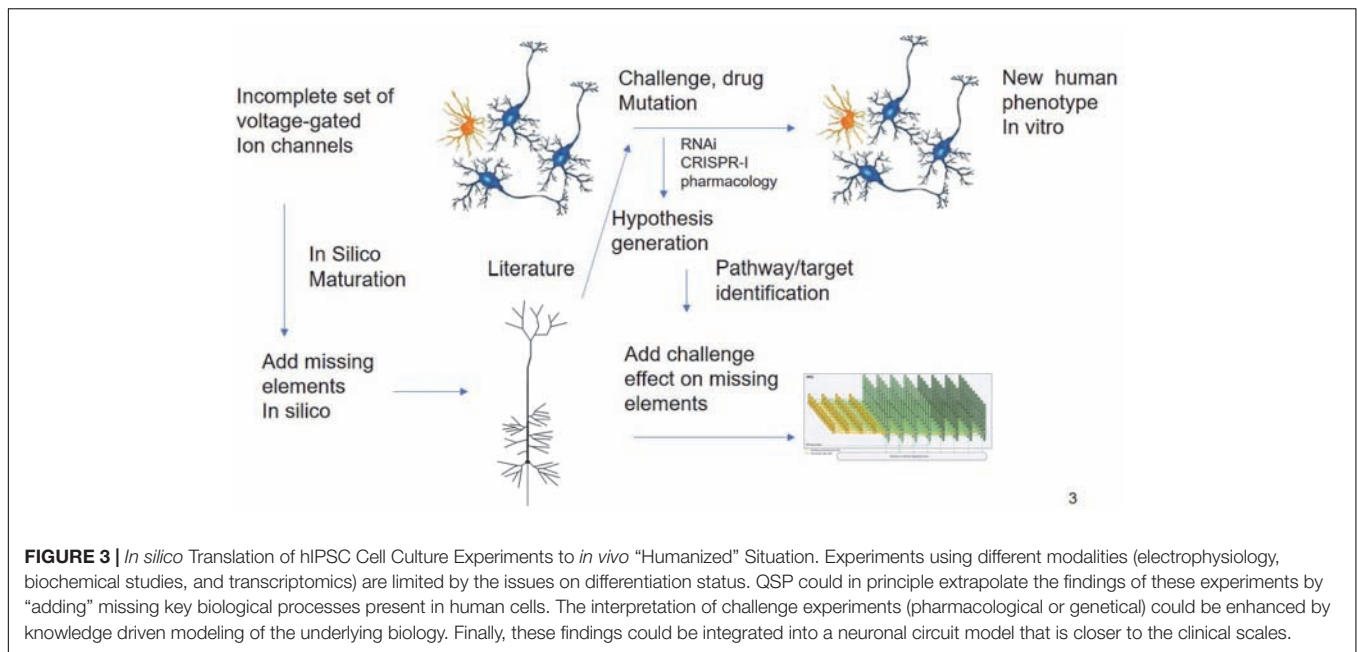 Incomplete set of
voltage-gated
Ion channels
Challenge, drug
Mutation
New human
phenotype
In vitro
RNAi
CRISPR-I
pharmacology
Hypothesis
generation
In Silico
Maturation
Literature
Pathway/target
identification
Add missing
elements
In silico
Add challenge
effect on missing
elements
3
FIGURE 3 | In silico Translation of hIPSC Cell Culture Experiments to in vivo “Humanized” Situation. Experiments using different modalities (electrophysiology,
biochemical studies, and transcriptomics) are limited by the issues on differentiation status. QSP could in principle extrapolate the findings of these experiments by
“adding” missing key biological processes present in human cells. The interpretation of challenge experiments (pharmacological or genetical) could be enhanced by
knowledge driven modeling of the underlying biology. Finally, these findings could be integrated into a neuronal circuit model that is closer to the clinical scales.